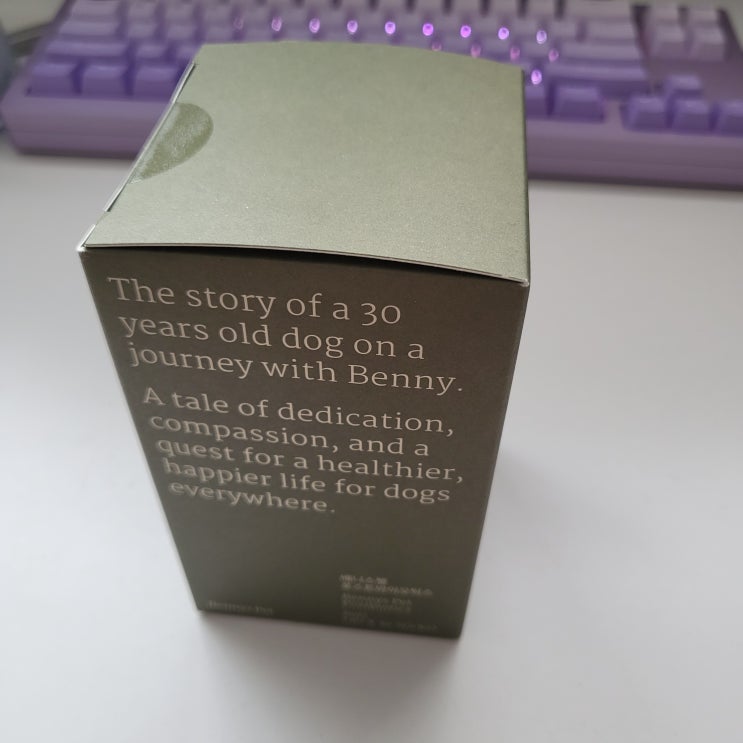 The story of a 30
years old dog on a
journey with Benny.
A tale of dedication,
compassion, and a
quest for a healthier,
happier life for dogs
everywhere.